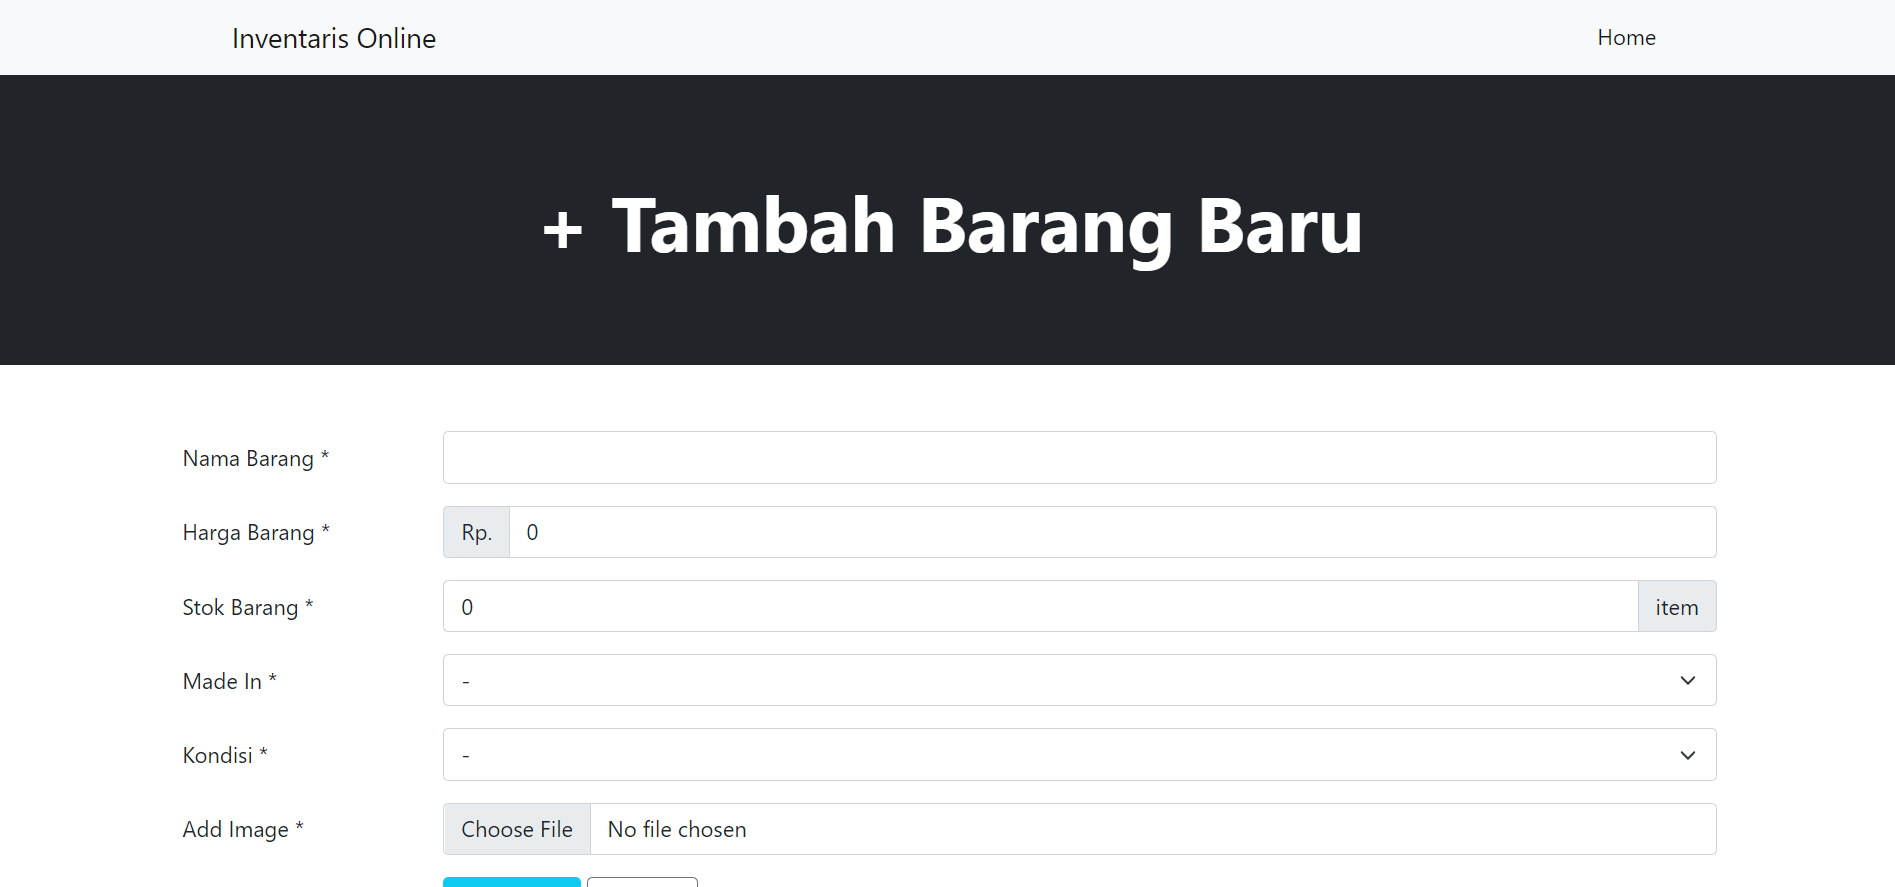 Inventaris Online Home
+ Tambah Barang Baru
Nama Barang *
Harga Barang * Rp. 0
Stok Barang * 0 item
Made In * -
Kondisi * -
Add Image * Choose File No file chosen